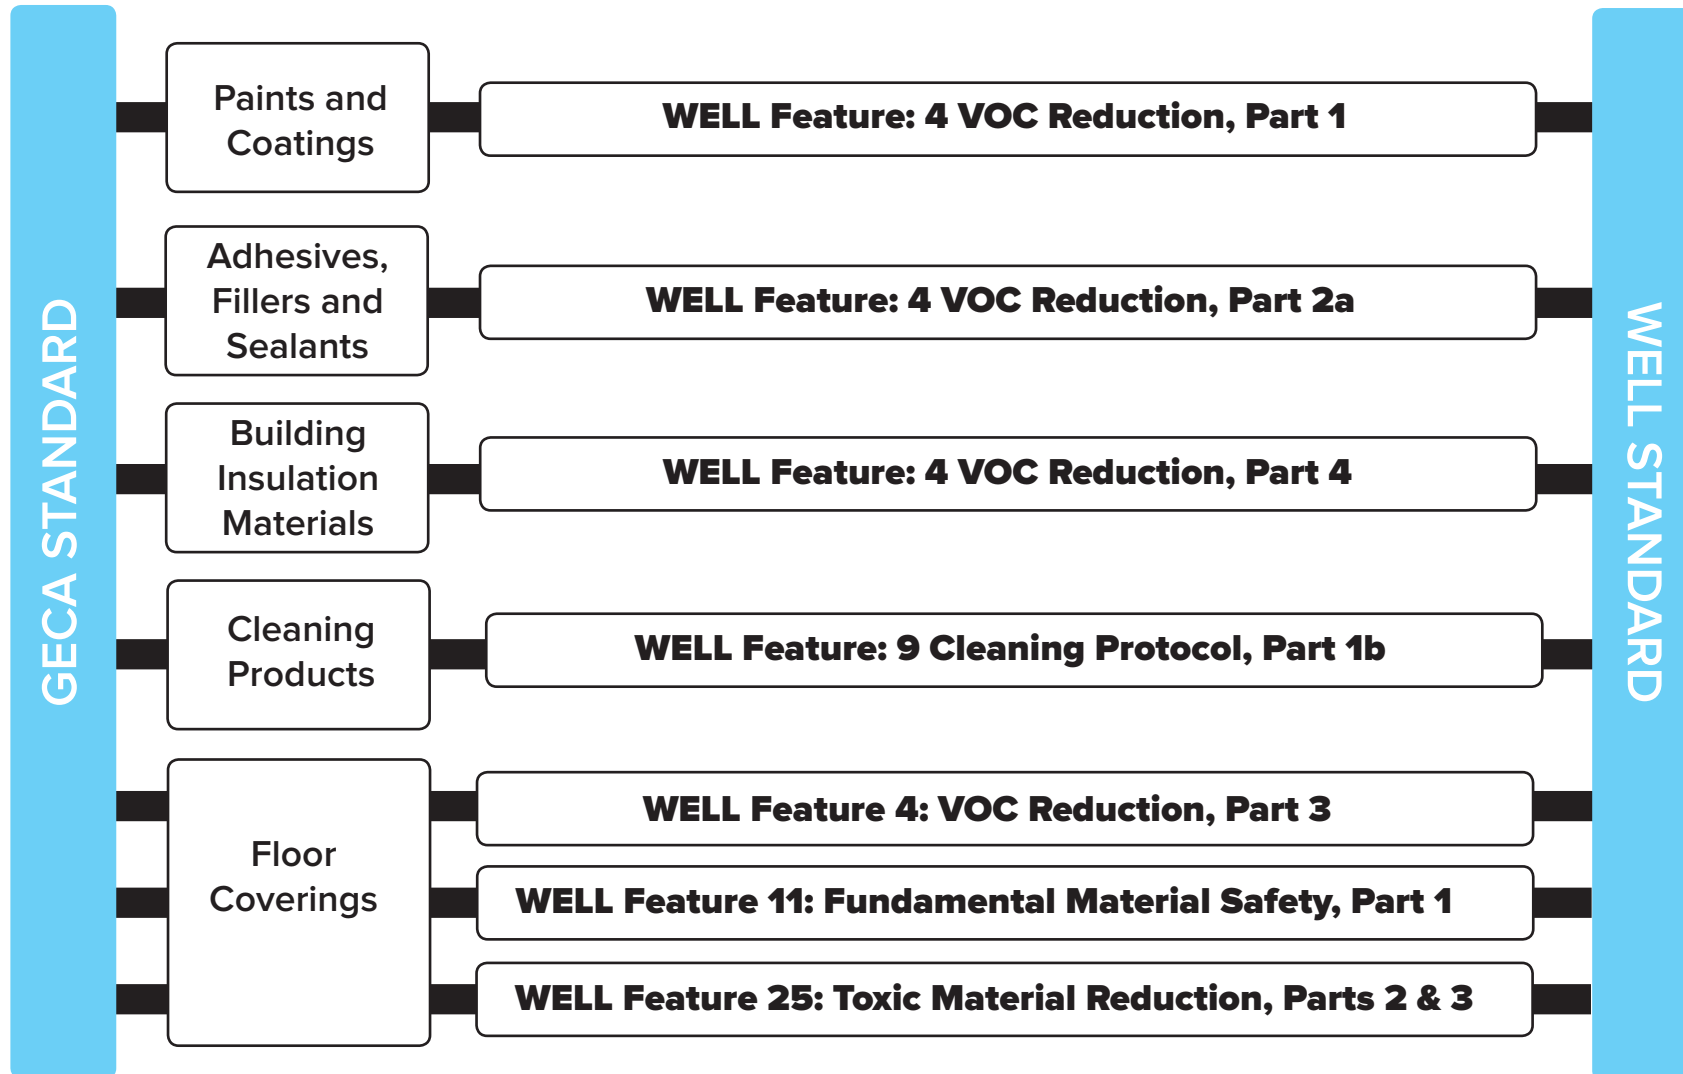 GECA STANDARD
Paints and
Coatings
WELL Feature: 4 VOC Reduction, Part 1
Adhesives,
Fillers and
Sealants
WELL Feature: 4 VOC Reduction, Part 2a
Building
Insulation
Materials
WELL Feature: 4 VOC Reduction, Part 4
Cleaning
Products
WELL Feature: 9 Cleaning Protocol, Part 1b
Floor
Coverings
WELL Feature 4: VOC Reduction, Part 3
WELL Feature 11: Fundamental Material Safety, Part 1
WELL Feature 25: Toxic Material Reduction, Parts 2 & 3
WELL STANDARD